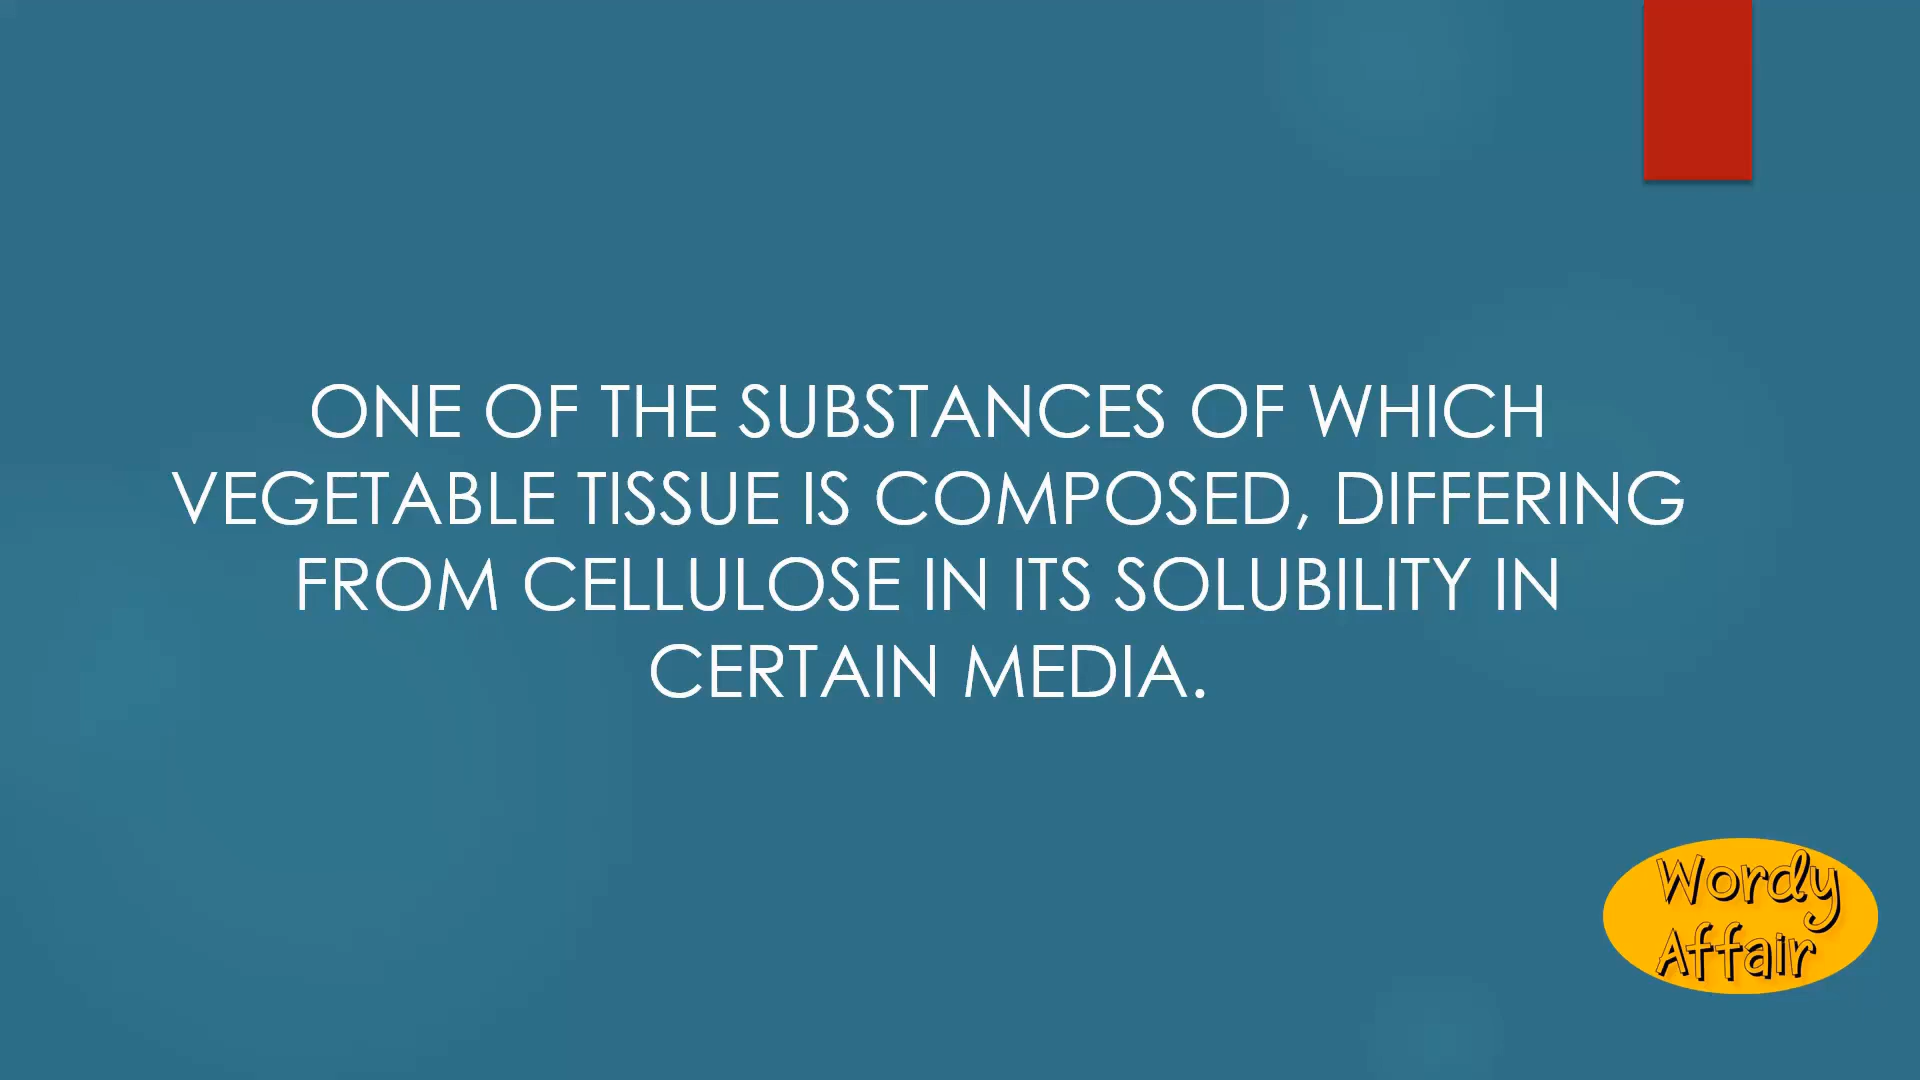 ONE OF THE SUBSTANCES OF WHICH
VEGETABLE TISSUE IS COMPOSED, DIFFERING
FROM CELLULOSE IN ITS SOLUBILITY IN
CERTAIN MEDIA.
Wordy
Affair